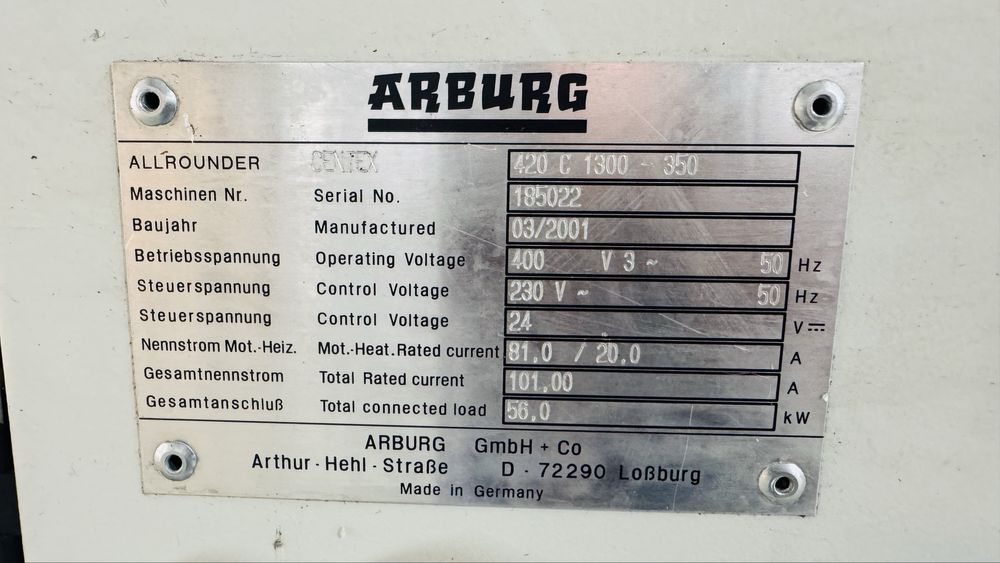 ARBURG
ALLROUNDER CENTEX 420 C 1300 - 350
Maschinen Nr. Serial No. 185022
Baujahr Manufactured 03/2001
Betriebsspannung Operating Voltage 400 V 3 ~ 50 Hz
Steuerspannung Control Voltage 230 V ~ 50 Hz
Steuerspannung Control Voltage 24 V ⎓
Nennstrom Mot.-Heiz. Mot.-Heat. Rated current 81.0 / 20.0 A
Gesamtnennstrom Total Rated current 101.00 A
Gesamtanschluß Total connected load 56.0 kW
ARBURG GmbH + Co
Arthur - Hehl - Straße D - 72290 Loßburg
Made in Germany